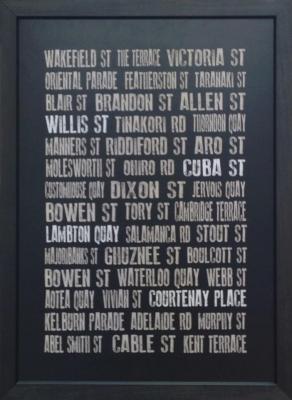 WAKEFIELD ST THE TERRACE VICTORIA ST
ORIENTAL PARADE FEATHERSTON ST TARANAKI ST
BLAIR ST BRANDON ST ALLEN ST
WILLIS ST TINAKORI RD THORNDON QUAY
MANNERS ST RIDDIFORD ST ARO ST
MOLESWORTH ST OHIRO RD CUBA ST
CUSTOMHOUSE QUAY DIXON ST JERVOIS QUAY
BOWEN ST TORY ST CAMBRIDGE TERRACE
LAMBTON QUAY SALAMANCA RD STOUT ST
MAJORIBANKS ST GHUZNEE ST BOULCOTT ST
BOWEN ST WATERLOO QUAY WEBB ST
AOTEA QUAY VIVIAN ST COURTENAY PLACE
KELBURN PARADE ADELAIDE RD MURPHY ST
ABEL SMITH ST CABLE ST KENT TERRACE